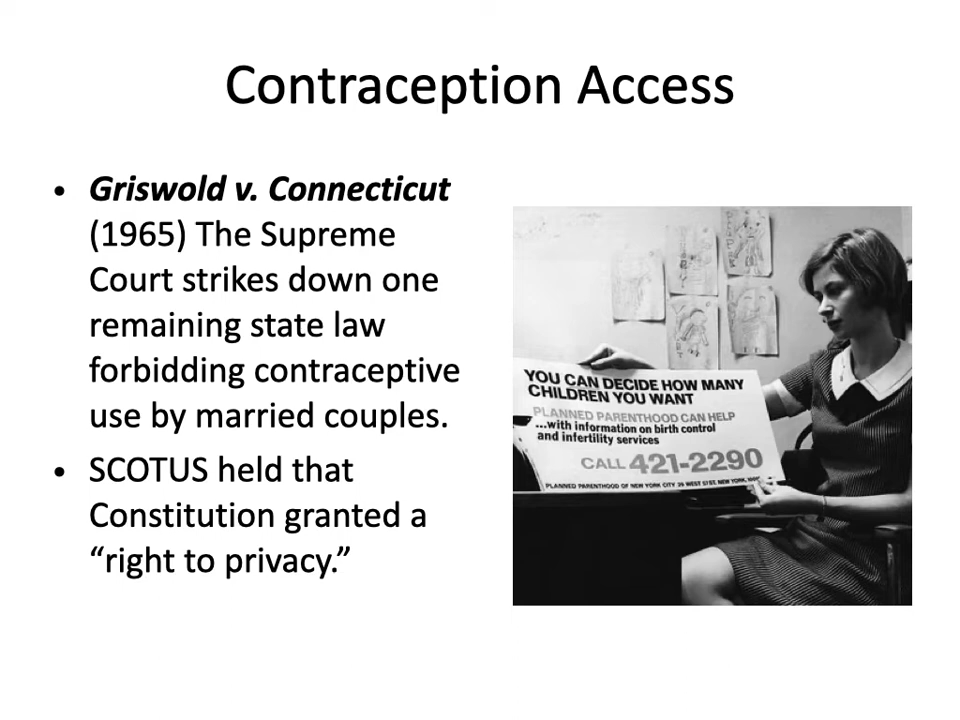 Contraception Access
• Griswold v. Connecticut
(1965) The Supreme
Court strikes down one
remaining state law
forbidding contraceptive
use by married couples.
• SCOTUS held that
Constitution granted a
“right to privacy.”
YOU CAN DECIDE HOW MANY
CHILDREN YOU WANT
PLANNED PARENTHOOD CAN HELP
...with information on birth control
and infertility services
CALL 421-2290
PLANNED PARENTHOOD OF NEW YORK CITY WEST 51ST, NEW YORK,